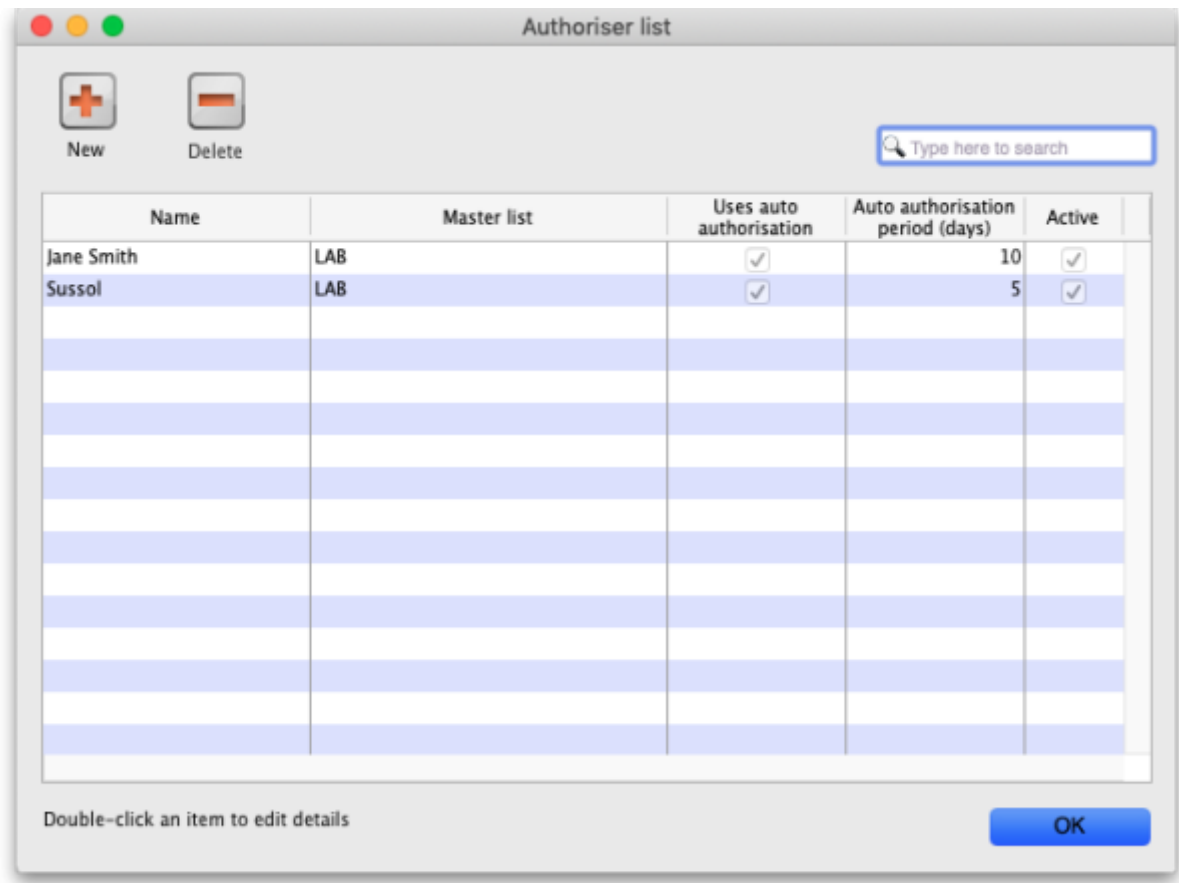 Authoriser list
New Delete
Type here to search
Name Master list Uses auto authorisation Auto authorisation period (days) Active
Jane Smith LAB 10
Sussol LAB 5
Double-click an item to edit details
OK